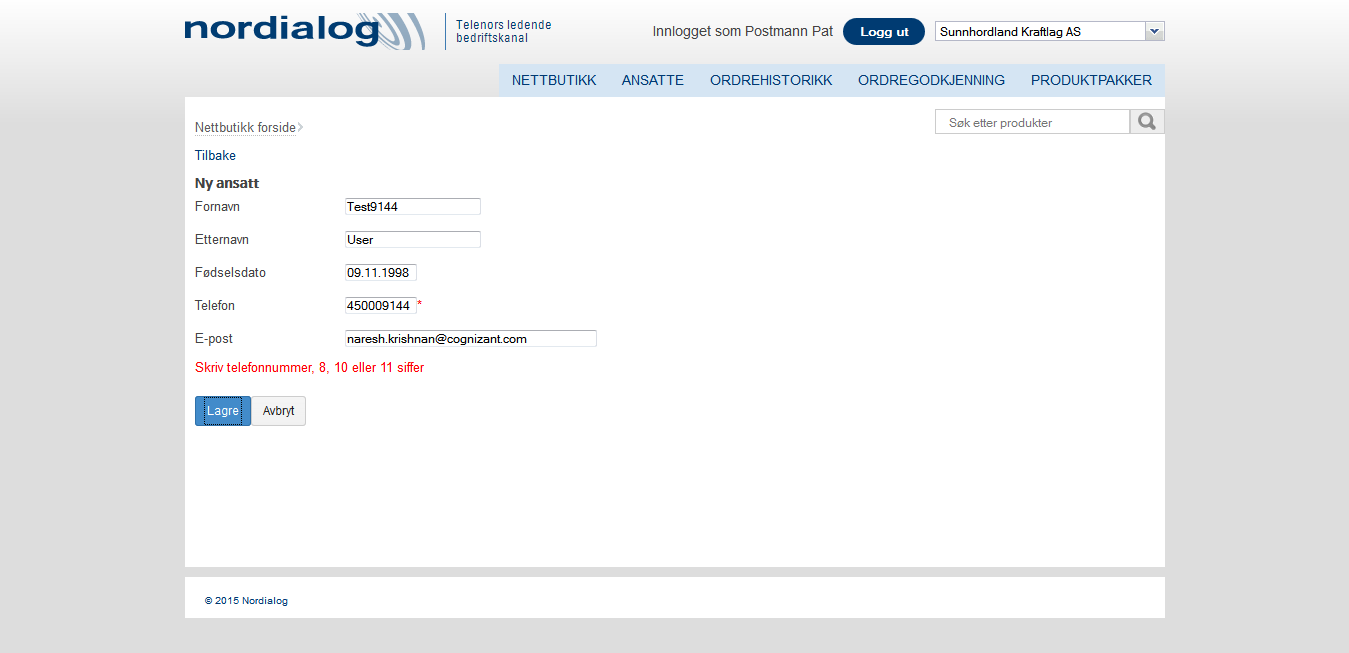 nordialog
Telenors ledende
bedriftskanal
Innlogget som Postmann Pat
Logg ut
Sunnhordland Kraftlag AS
NETTBUTIKK ANSATTE ORDREHISTORIKK ORDREGODKJENNING PRODUKTPAKKER
Nettbutikk forside
Søk etter produkter
Tilbake
Ny ansatt
Fornavn Test9144
Etternavn User
Fødselsdato 09.11.1998
Telefon 450009144 *
E-post naresh.krishnan@cognizant.com
Skriv telefonnummer, 8, 10 eller 11 siffer
Lagre Avbryt
© 2015 Nordialog